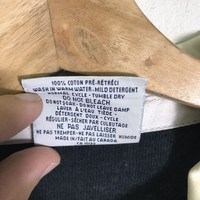 100% COTON PRÉ-RÉTRÉCI
WASH IN WARM WATER-MILD DETERGENT
NORMAL CYCLE-TUMBLE DRY
DO NOT BLEACH
DO NOT SOAK-DO NOT LEAVE DAMP
LAVER À L'EAU TIÈDE-
DÉTERGENT DOUX-CYCLE
RÉGULIER-SÉCHER PAR CULBUTAGE
NE PAS JAVELLISER
NE PAS TREMPER-NE PAS LAISSER HUMIDE
MADE IN/FAIT AU CANADA